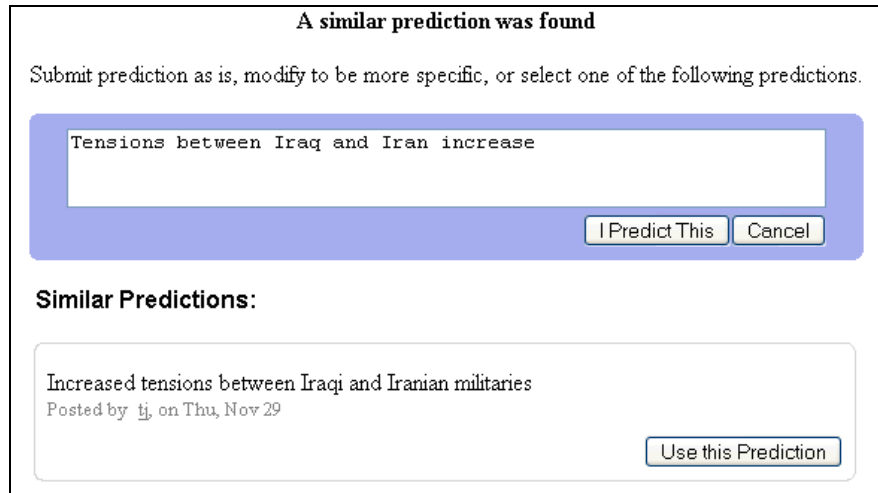 A similar prediction was found
Submit prediction as is, modify to be more specific, or select one of the following predictions.
Tensions between Iraq and Iran increase
I Predict This Cancel
Similar Predictions:
Increased tensions between Iraqi and Iranian militaries
Posted by tj, on Thu, Nov 29
Use this Prediction